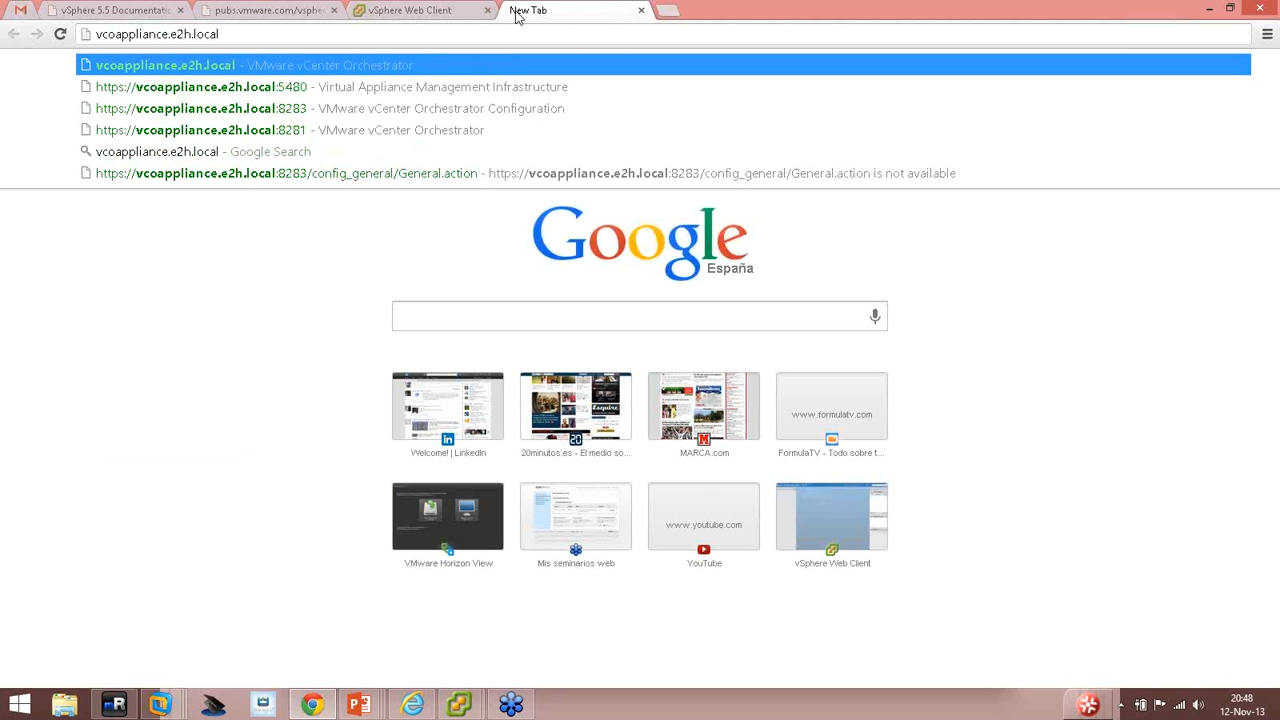 vSphere 5.5 Documentatic
pubs.vmware.com/vspher
vSphere Web Client
New Tab
vcoappliance.e2h.local
vcoappliance.e2h.local - VMware vCenter Orchestrator
https://vcoappliance.e2h.local:5480 - Virtual Appliance Management Infrastructure
https://vcoappliance.e2h.local:8283 - VMware vCenter Orchestrator Configuration
https://vcoappliance.e2h.local:8281 - VMware vCenter Orchestrator
vcoappliance.e2h.local - Google Search
https://vcoappliance.e2h.local:8283/config_general/General.action - https://vcoappliance.e2h.local:8283/config_general/General.action is not available
Google
España
www.formulatv.com
Welcome! | LinkedIn
20minutos.es - El medio so...
MARCA.com
FormulaTV - Todo sobre t...
www.youtube.com
VMware Horizon View
Mis seminarios web
YouTube
vSphere Web Client
20:48
12-Nov-13